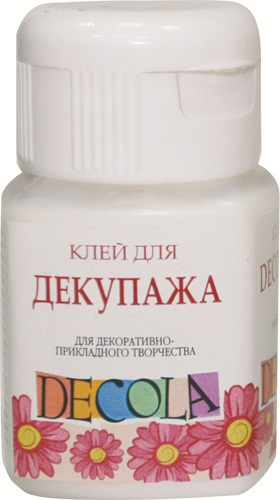 КЛЕЙ ДЛЯ
ДЕКУПАЖА
ДЛЯ ДЕКОРАТИВНО-
ПРИКЛАДНОГО ТВОРЧЕСТВА
DECOLA